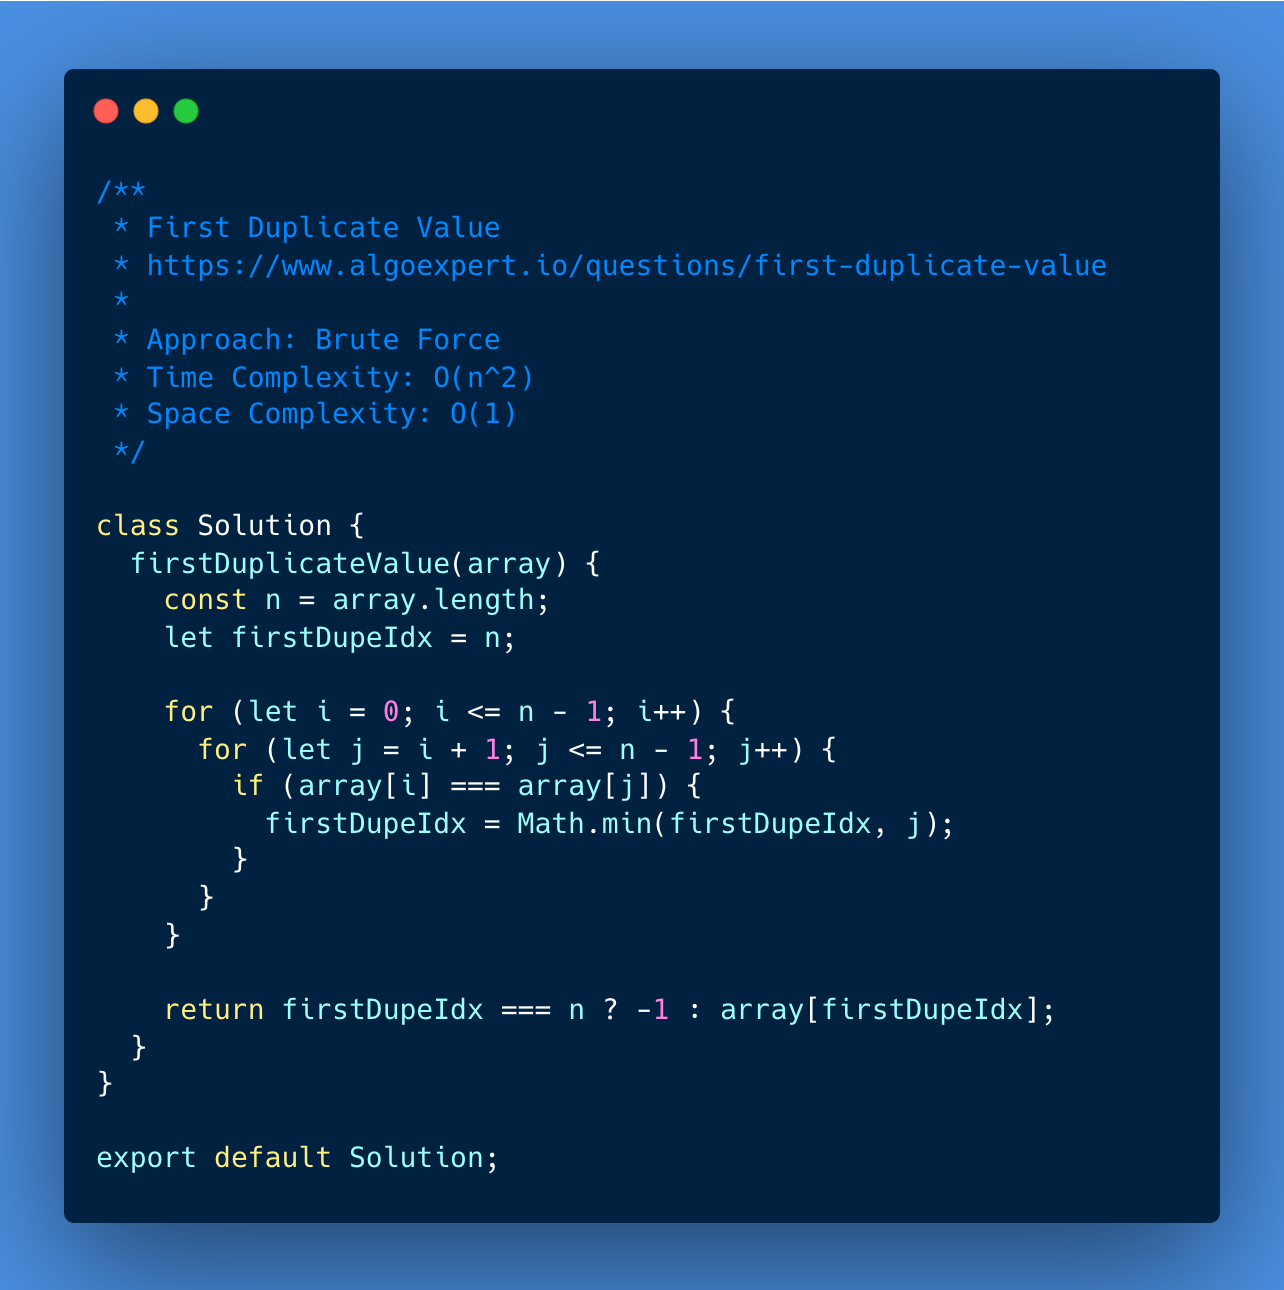 /**
 * First Duplicate Value
 * https://www.algoexpert.io/questions/first-duplicate-value
 *
 * Approach: Brute Force
 * Time Complexity: O(n^2)
 * Space Complexity: O(1)
 */

class Solution {
  firstDuplicateValue(array) {
    const n = array.length;
    let firstDupeIdx = n;

    for (let i = 0; i <= n - 1; i++) {
      for (let j = i + 1; j <= n - 1; j++) {
        if (array[i] === array[j]) {
          firstDupeIdx = Math.min(firstDupeIdx, j);
        }
      }
    }

    return firstDupeIdx === n ? -1 : array[firstDupeIdx];
  }
}

export default Solution;